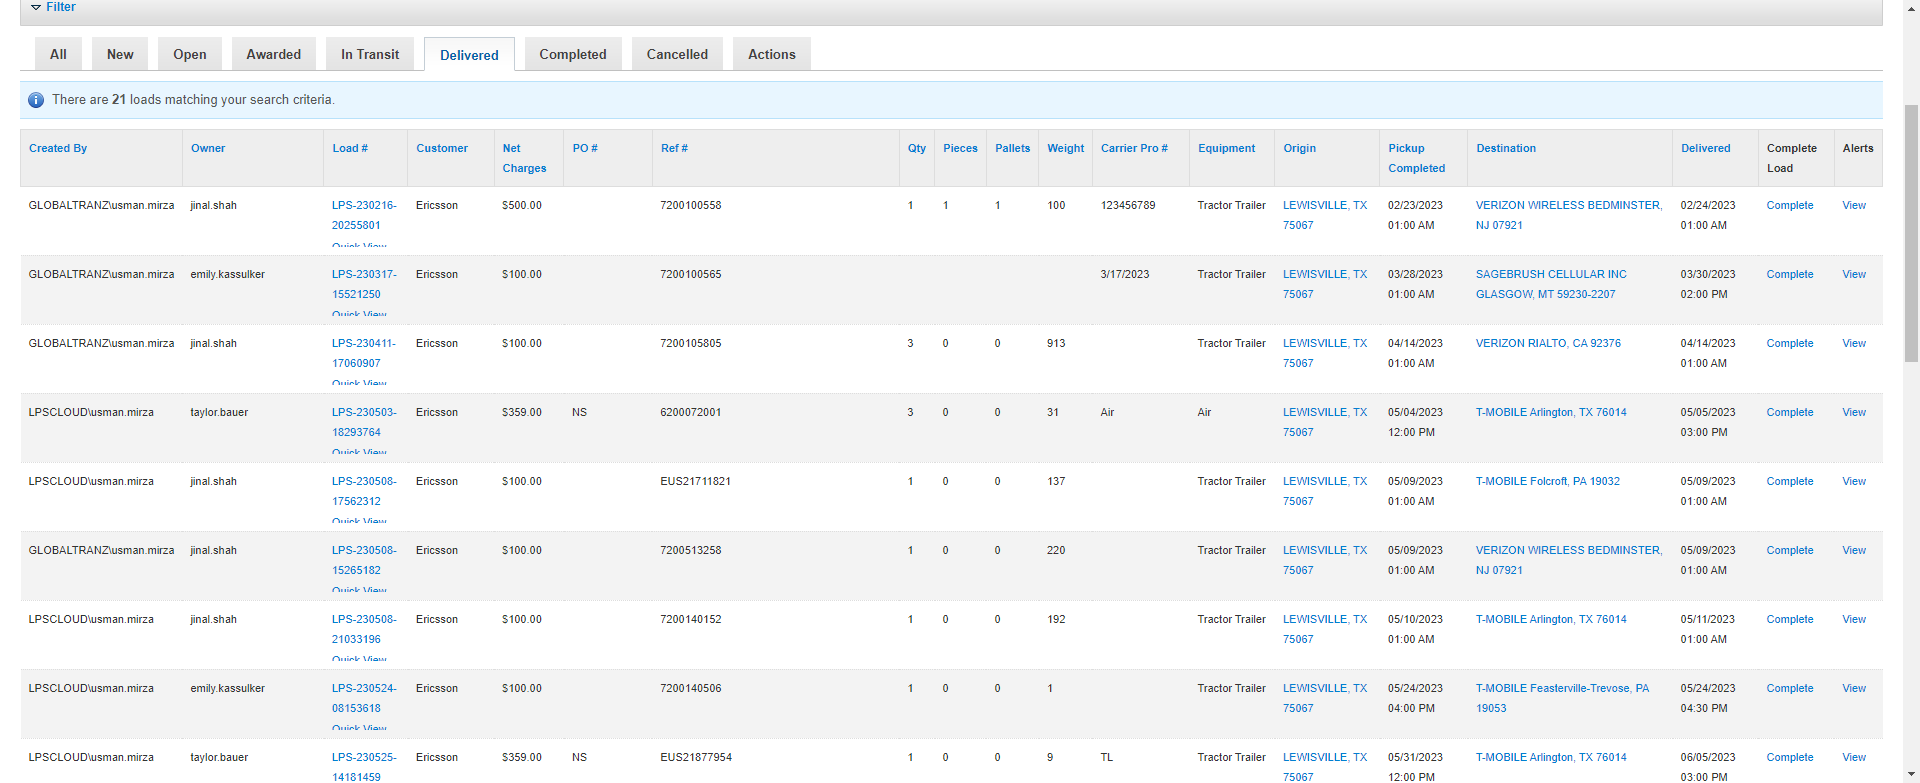 Filter
All New Open Awarded In Transit Delivered Completed Cancelled Actions
There are 21 loads matching your search criteria.
Created By Owner Load # Customer Net Charges PO # Ref # Qty Pieces Pallets Weight Carrier Pro # Equipment Origin Pickup Completed Destination Delivered Complete Load Alerts
GLOBALTRANZ\usman.mirza jinal.shah LPS-230216- Ericsson $500.00 7200100558 1 1 1 100 123456789 Tractor Trailer LEWISVILLE, TX 02/23/2023 VERIZON WIRELESS BEDMINSTER, 02/24/2023 Complete View
20255801 75067 01:00 AM NJ 07921 01:00 AM
Quick View
GLOBALTRANZ\usman.mirza emily.kassulker LPS-230317- Ericsson $100.00 7200100565 3/17/2023 Tractor Trailer LEWISVILLE, TX 03/28/2023 SAGEBRUSH CELLULAR INC 03/30/2023 Complete View
15521250 75067 01:00 AM GLASGOW, MT 59230-2207 02:00 PM
Quick View
GLOBALTRANZ\usman.mirza jinal.shah LPS-230411- Ericsson $100.00 7200105805 3 0 0 913 Tractor Trailer LEWISVILLE, TX 04/14/2023 VERIZON RIALTO, CA 92376 04/14/2023 Complete View
17060907 75067 01:00 AM 01:00 AM
Quick View
LPSCLOUD\usman.mirza taylor.bauer LPS-230503- Ericsson $359.00 NS 6200072001 3 0 0 31 Air Air LEWISVILLE, TX 05/04/2023 T-MOBILE Arlington, TX 76014 05/05/2023 Complete View
18293764 75067 12:00 PM 03:00 PM
Quick View
LPSCLOUD\usman.mirza jinal.shah LPS-230508- Ericsson $100.00 EUS21711821 1 0 0 137 Tractor Trailer LEWISVILLE, TX 05/09/2023 T-MOBILE Folcroft, PA 19032 05/09/2023 Complete View
17562312 75067 01:00 AM 01:00 AM
Quick View
GLOBALTRANZ\usman.mirza jinal.shah LPS-230508- Ericsson $100.00 7200513258 1 0 0 220 Tractor Trailer LEWISVILLE, TX 05/09/2023 VERIZON WIRELESS BEDMINSTER, 05/09/2023 Complete View
15265182 75067 01:00 AM NJ 07921 01:00 AM
Quick View
LPSCLOUD\usman.mirza jinal.shah LPS-230508- Ericsson $100.00 7200140152 1 0 0 192 Tractor Trailer LEWISVILLE, TX 05/10/2023 T-MOBILE Arlington, TX 76014 05/11/2023 Complete View
21033196 75067 01:00 AM 01:00 AM
Quick View
LPSCLOUD\usman.mirza emily.kassulker LPS-230524- Ericsson $100.00 7200140506 1 0 0 1 Tractor Trailer LEWISVILLE, TX 05/24/2023 T-MOBILE Feasterville-Trevose, PA 05/24/2023 Complete View
08153618 75067 04:00 PM 19053 04:30 PM
Quick View
LPSCLOUD\usman.mirza taylor.bauer LPS-230525- Ericsson $359.00 NS EUS21877954 1 0 0 9 TL Tractor Trailer LEWISVILLE, TX 05/31/2023 T-MOBILE Arlington, TX 76014 06/05/2023 Complete View
14181459 75067 12:00 PM 03:00 PM